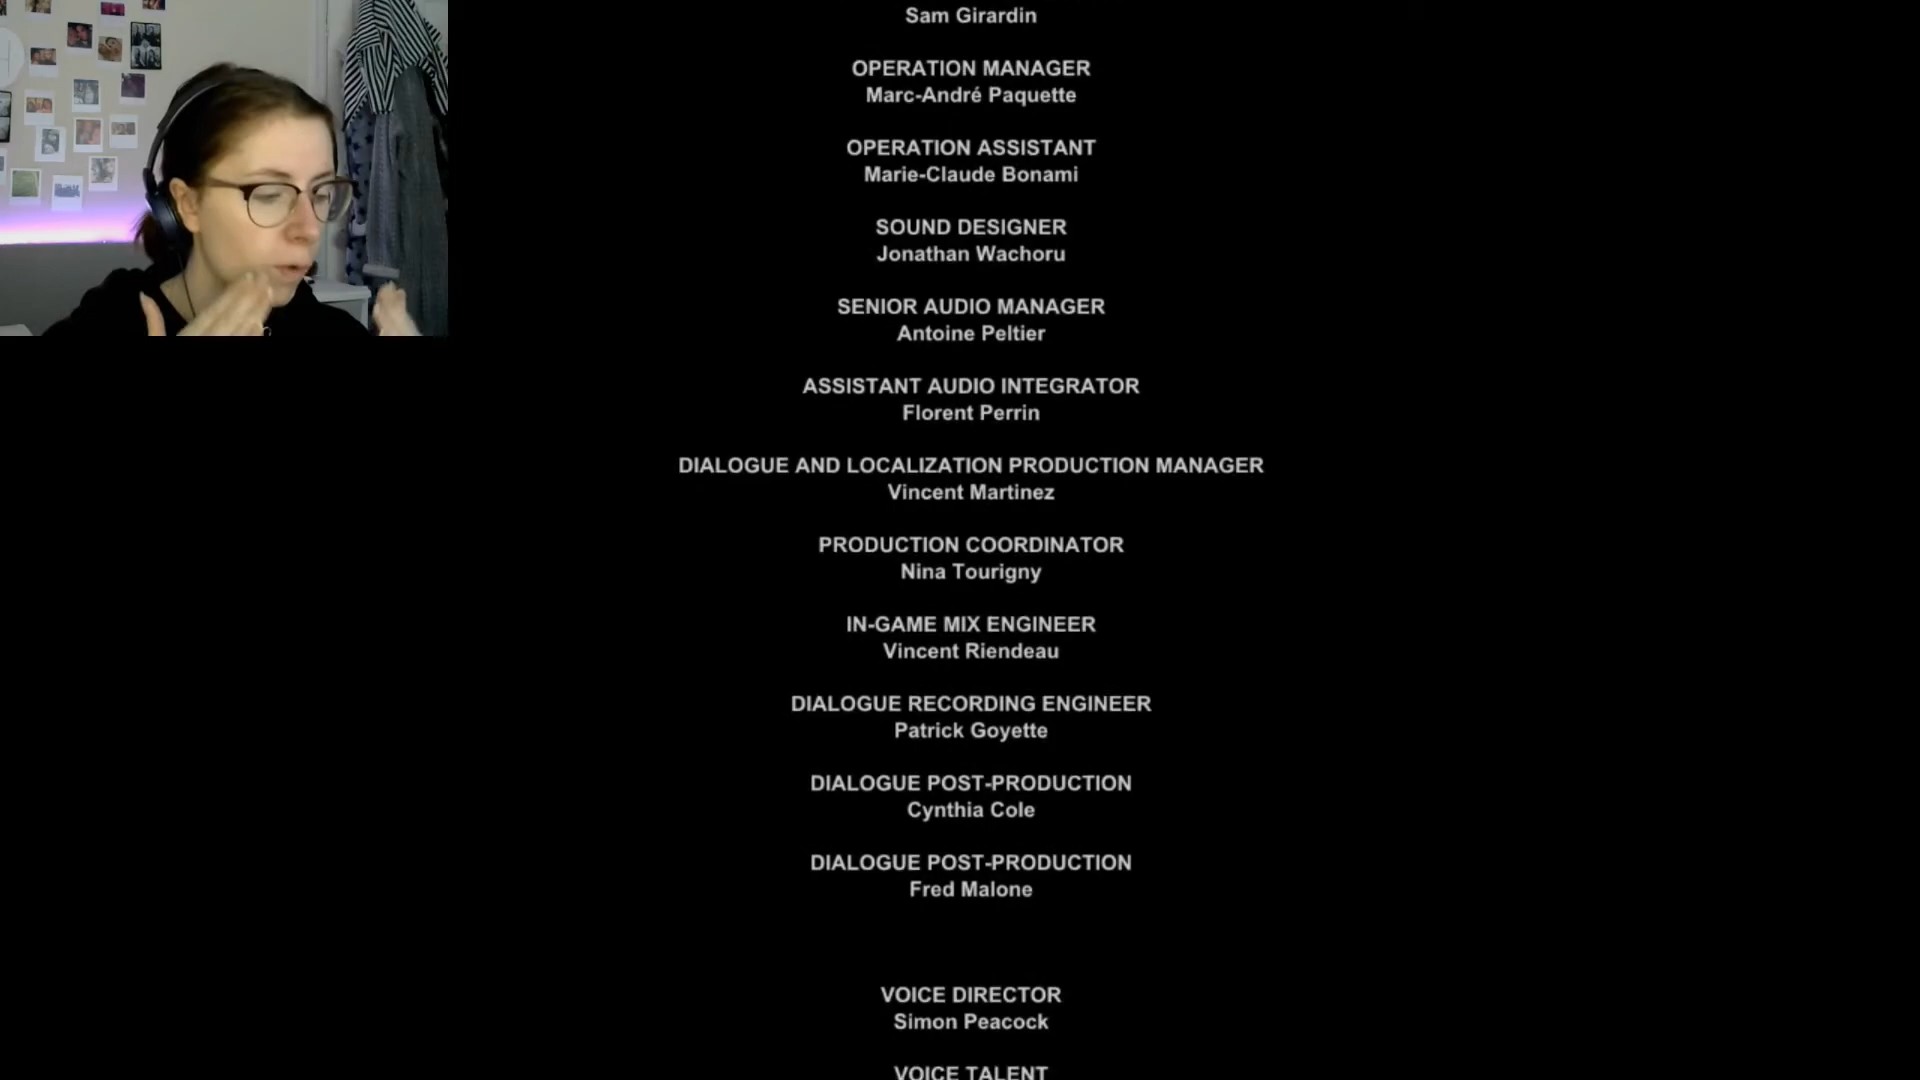 Sam Girardin
OPERATION MANAGER
Marc-André Paquette
OPERATION ASSISTANT
Marie-Claude Bonami
SOUND DESIGNER
Jonathan Wachoru
SENIOR AUDIO MANAGER
Antoine Peltier
ASSISTANT AUDIO INTEGRATOR
Florent Perrin
DIALOGUE AND LOCALIZATION PRODUCTION MANAGER
Vincent Martinez
PRODUCTION COORDINATOR
Nina Tourigny
IN-GAME MIX ENGINEER
Vincent Riendeau
DIALOGUE RECORDING ENGINEER
Patrick Goyette
DIALOGUE POST-PRODUCTION
Cynthia Cole
DIALOGUE POST-PRODUCTION
Fred Malone
VOICE DIRECTOR
Simon Peacock
VOICE TALENT